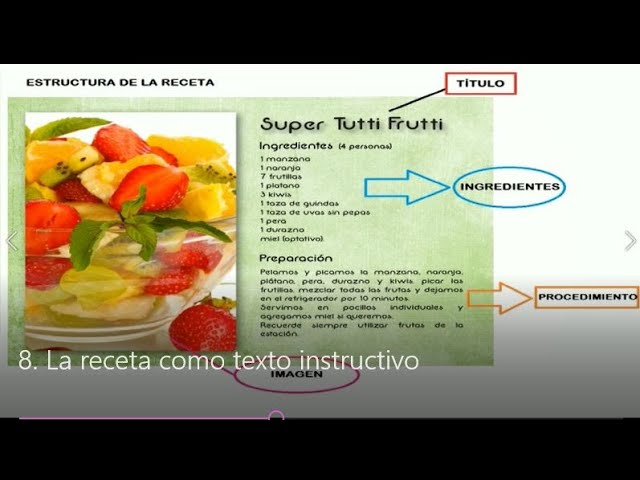 ESTRUCTURA DE LA RECETA
TÍTULO
Super Tutti Frutti
Ingredientes (4 personas)
1 manzana
1 naranja
7 frutillas
1 platano
3 kiwis
1 taza de guindas
1 taza de uvas sin pepas
1 pera
1 durazno
miel (optativo).
INGREDIENTES
Preparación
Pelamos y picamos la manzana, naranja,
plátano, pera, durazno y kiwis, picar las
frutillas, mezclar todas las frutas y dejamos
en el refrigerador por 10 minutos.
Servimos en pocillos individuales y
agregamos miel si queremos.
Recuerde siempre utilizar frutas de la
estación.
PROCEDIMIENTO
8. La receta como texto instructivo
IMAGEN